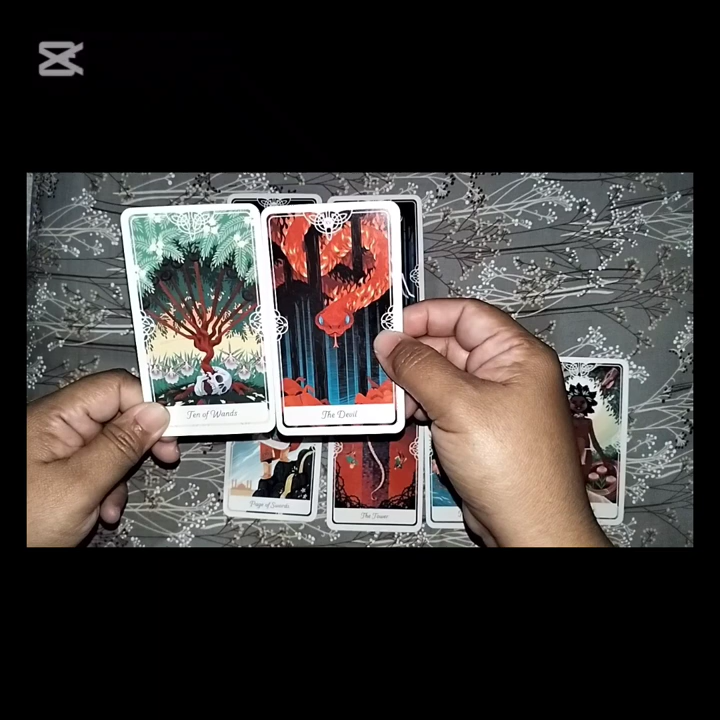 Ten of Wands
The Devil
Page of Swords
The Tower